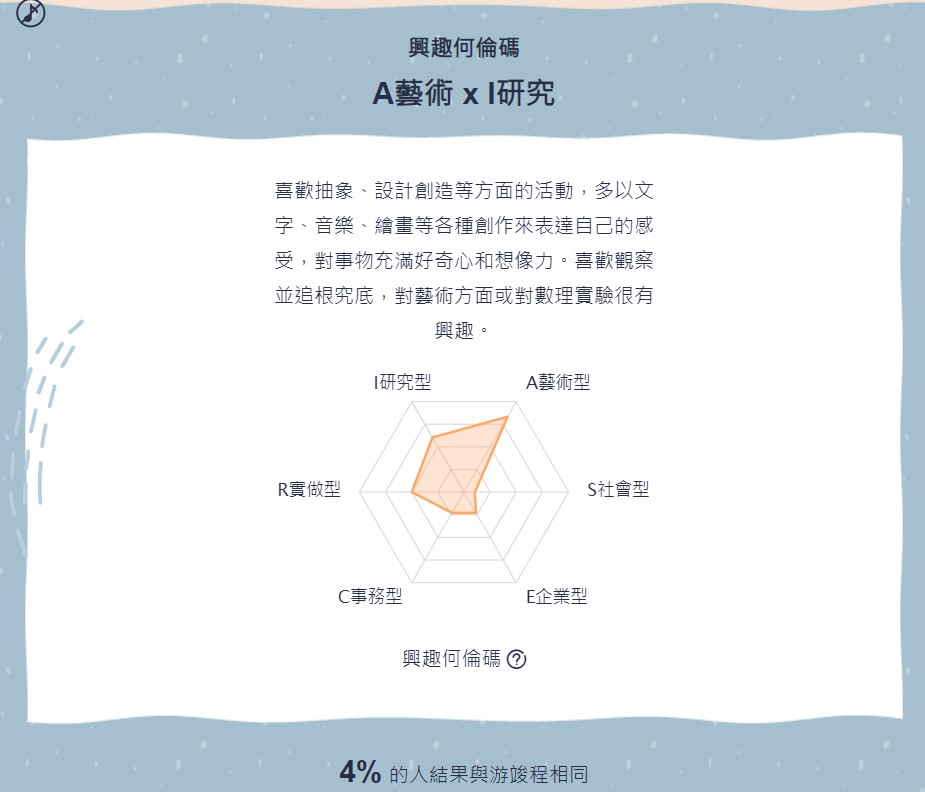 興趣何倫碼
A藝術 x I研究
喜歡抽象、設計創造等方面的活動，多以文
字、音樂、繪畫等各種創作來表達自己的感
受，對事物充滿好奇心和想像力。喜歡觀察
並追根究底，對藝術方面或對數理實驗很有
興趣。
I研究型
A藝術型
R實做型
S社會型
C事務型
E企業型
興趣何倫碼 ?
4% 的人結果與游竣程相同